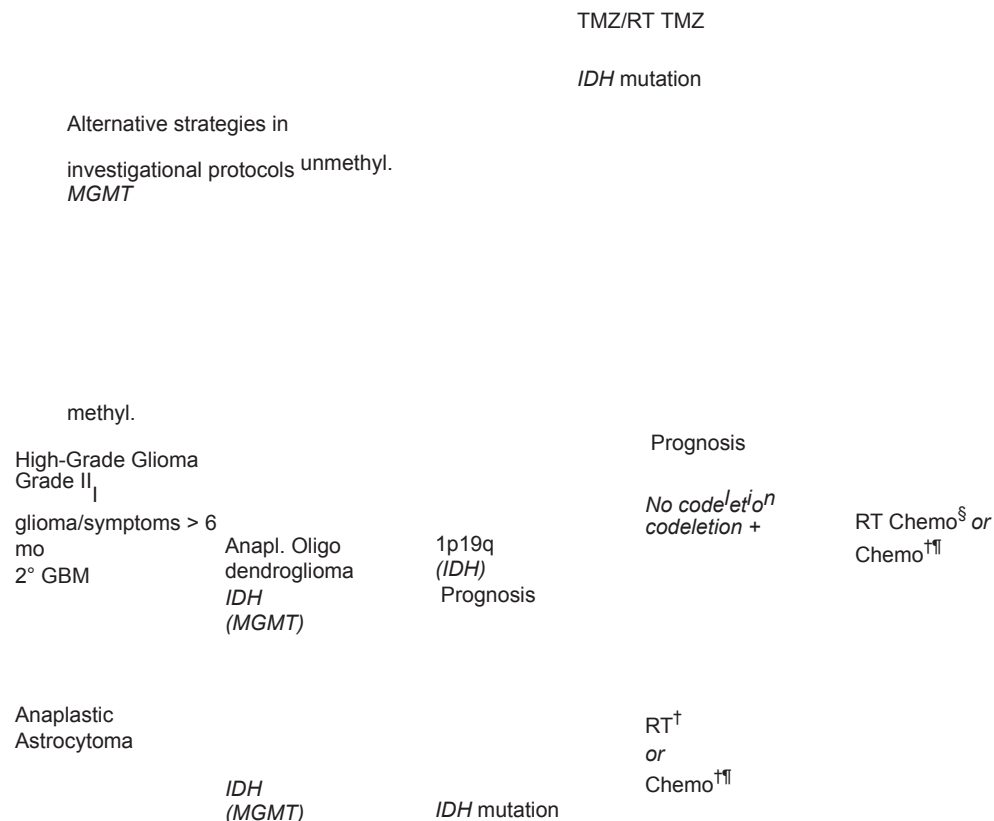 TMZ/RT TMZ
IDH mutation
Alternative strategies in
investigational protocols unmethyl.
MGMT
methyl.
High-Grade Glioma
Grade III
glioma/symptoms > 6
mo
2° GBM
Anapl. Oligo
dendroglioma
IDH
(MGMT)
1p19q
(IDH)
Prognosis
Prognosis
No codeletion
codeletion +
RT Chemo§ or
Chemo†¶
Anaplastic
Astrocytoma
IDH
(MGMT)
IDH mutation
RT†
or
Chemo†¶